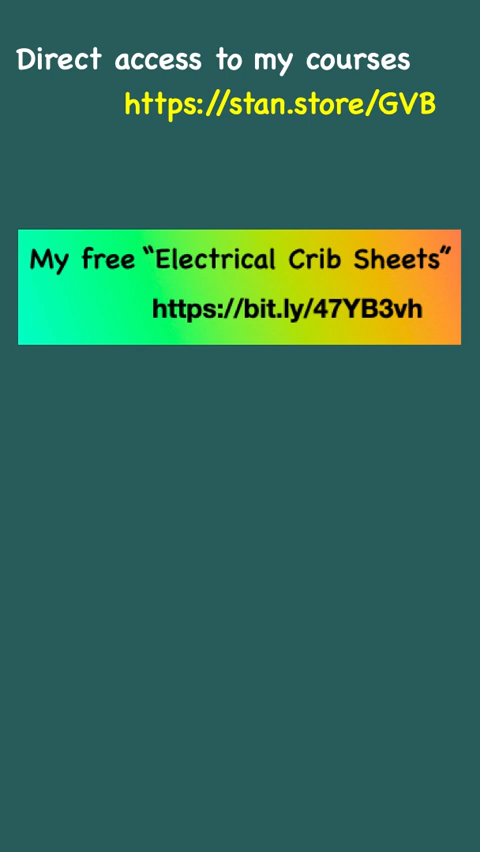 Direct access to my courses
https://stan.store/GVB
My free “Electrical Crib Sheets”
https://bit.ly/47YB3vh